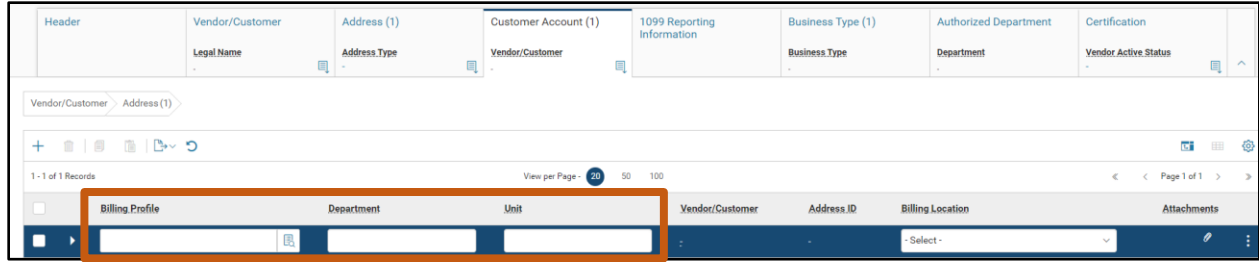 Header Vendor/Customer Address (1) Customer Account (1) 1099 Reporting Information Business Type (1) Authorized Department Certification
Legal Name Address Type Vendor/Customer Business Type Department Vendor Active Status
- - - - - -
Vendor/Customer Address (1)
1 - 1 of 1 Records View per Page - 20 50 100 Page 1 of 1
Billing Profile Department Unit Vendor/Customer Address ID Billing Location Attachments
- - - Select -